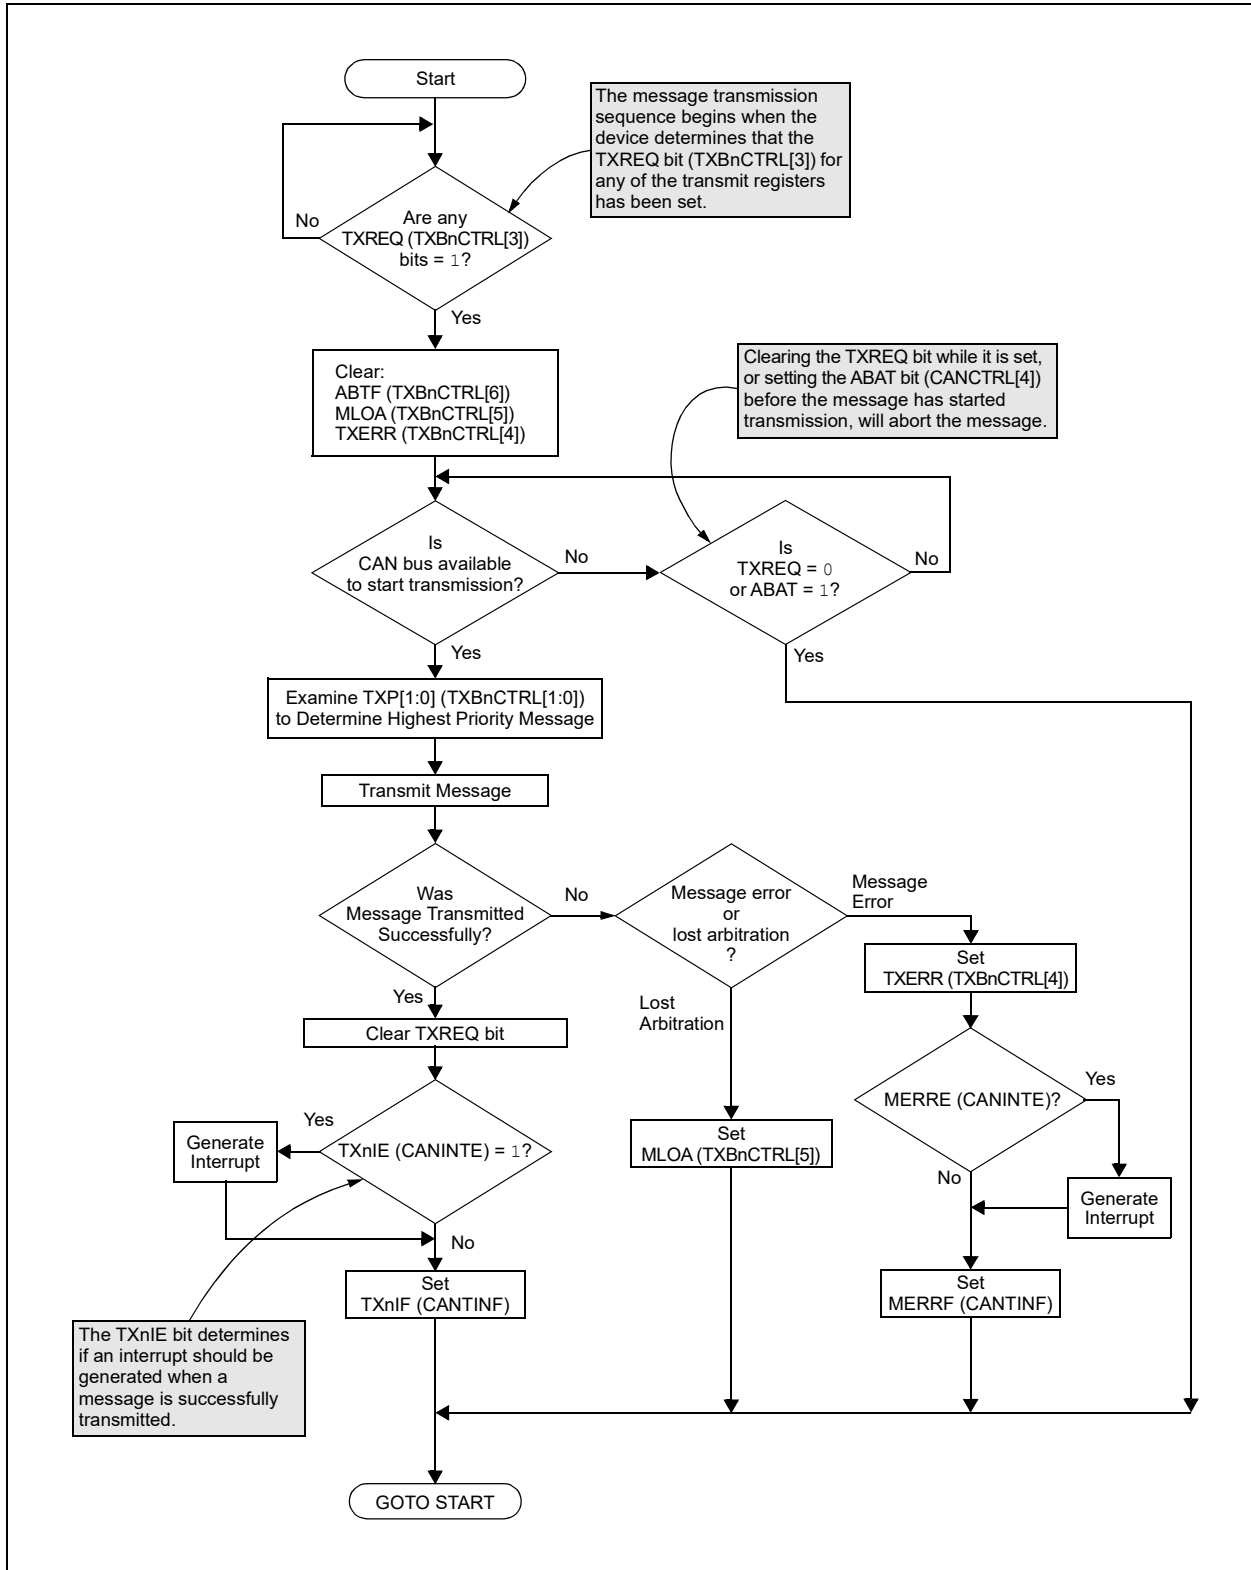 Start
The message transmission
sequence begins when the
device determines that the
TXREQ bit (TXBnCTRL[3]) for
any of the transmit registers
has been set.
No
Are any
TXREQ (TXBnCTRL[3])
bits = 1?
Yes
Clear:
ABTF (TXBnCTRL[6])
MLOA (TXBnCTRL[5])
TXERR (TXBnCTRL[4])
Clearing the TXREQ bit while it is set,
or setting the ABAT bit (CANCTRL[4])
before the message has started
transmission, will abort the message.
Is
CAN bus available
to start transmission?
No
Is
TXREQ = 0
or ABAT = 1?
No
Yes
Yes
Examine TXP[1:0] (TXBnCTRL[1:0])
to Determine Highest Priority Message
Transmit Message
Was
Message Transmitted
Successfully?
No
Message error
or
lost arbitration
?
Message
Error
Set
TXERR (TXBnCTRL[4])
Yes
Lost
Arbitration
Clear TXREQ bit
MERRE (CANINTE)?
Yes
Yes
Generate
Interrupt
TXnIE (CANINTE) = 1?
Set
MLOA (TXBnCTRL[5])
No
Generate
Interrupt
No
Set
TXnIF (CANTINF)
Set
MERRF (CANTINF)
The TXnIE bit determines
if an interrupt should be
generated when a
message is successfully
transmitted.
GOTO START